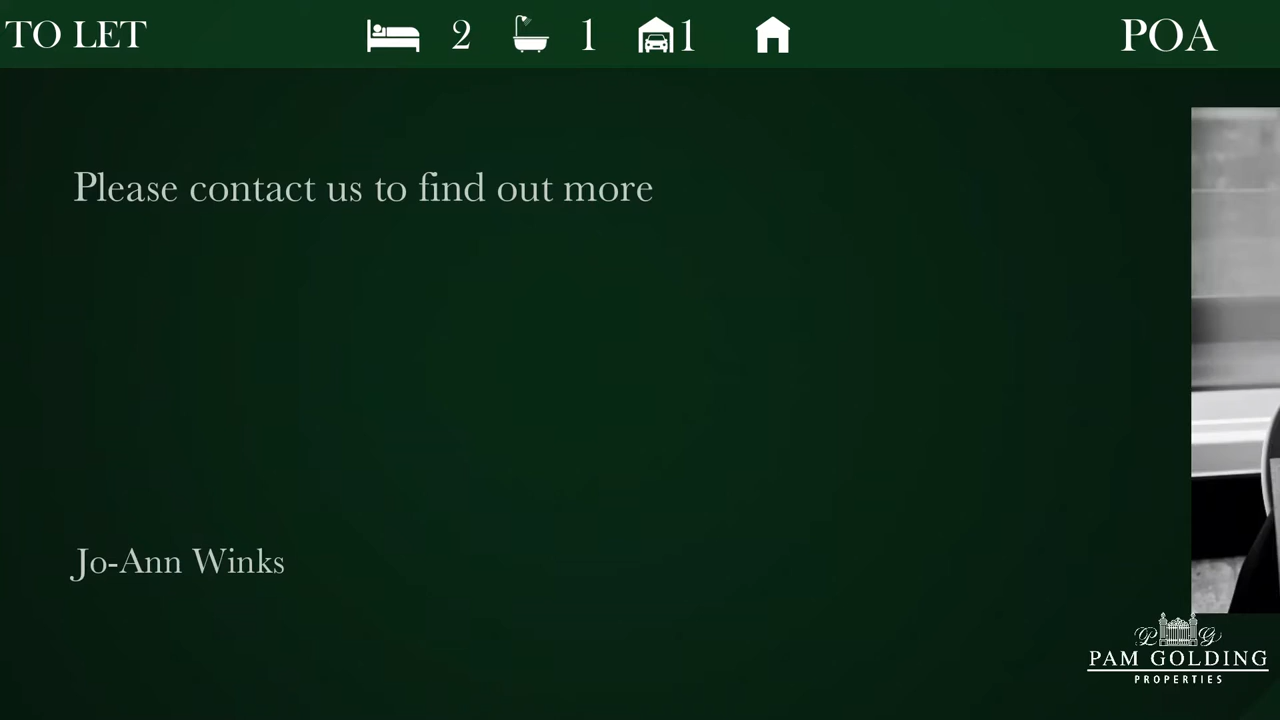 TO LET 2 1 1 POA
Please contact us to find out more
Jo-Ann Winks
P G
PAM GOLDING
PROPERTIES